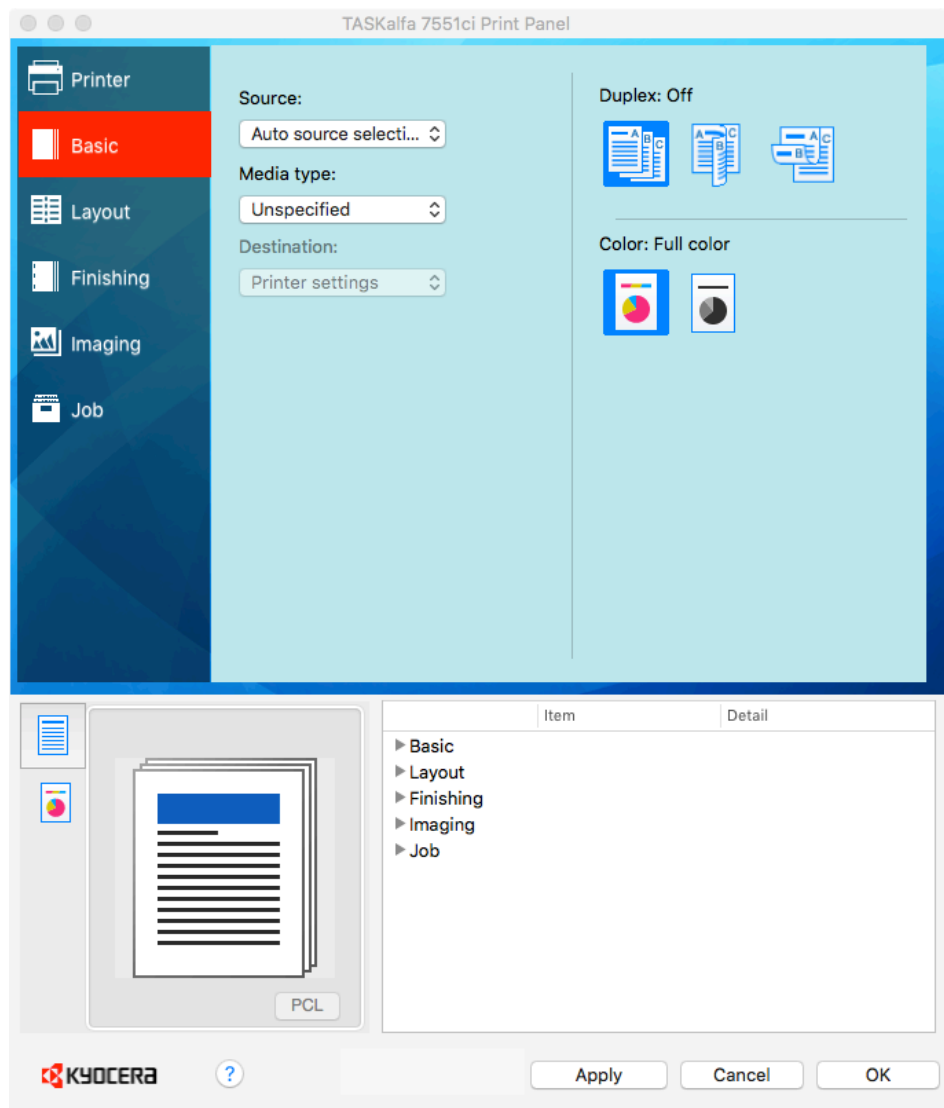 TASKalfa 7551ci Print Panel
Printer
Basic
Layout
Finishing
Imaging
Job
Source:
Auto source selecti...
Media type:
Unspecified
Destination:
Printer settings
Duplex: Off
A B C
A B C
A B C
Color: Full color
Item Detail
Basic
Layout
Finishing
Imaging
Job
PCL
KYOCERA
?
Apply Cancel OK